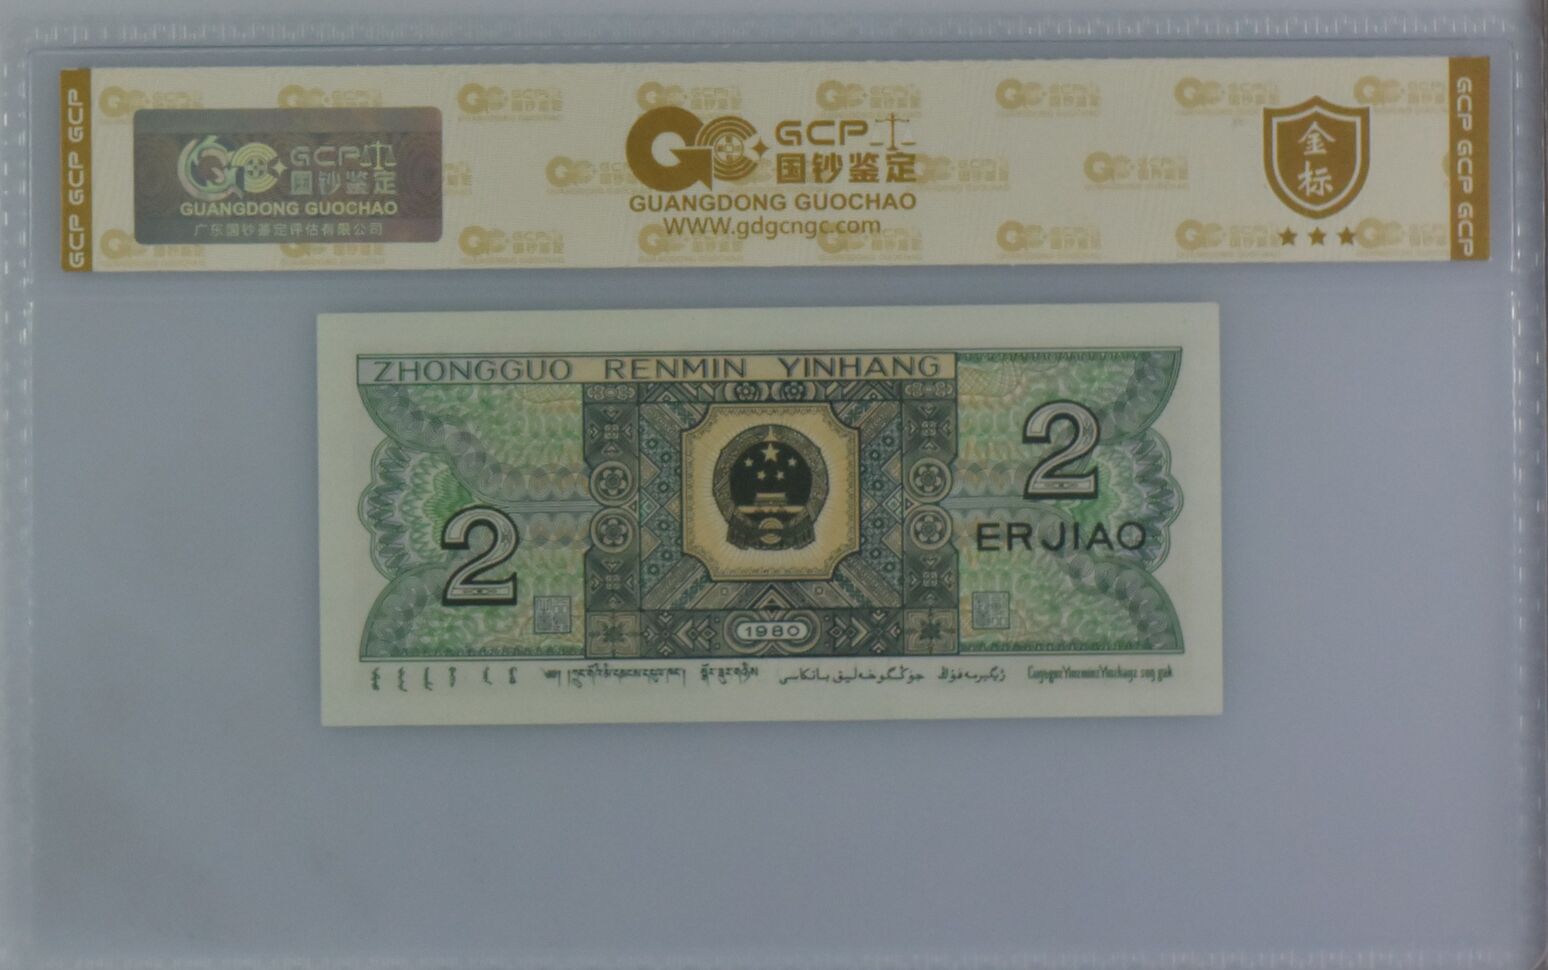 GCP GCP GCP
GCP
国钞鉴定
GUANGDONG GUOCHAO
广东国钞鉴定评估有限公司
GCP
国钞鉴定
GUANGDONG GUOCHAO
WWW.gdgcngc.com
金标
GCP GCP GCP
ZHONGGUO RENMIN YINHANG
2
2
ERJIAO
1980
جۇڭگوخەلىق بانكاسى